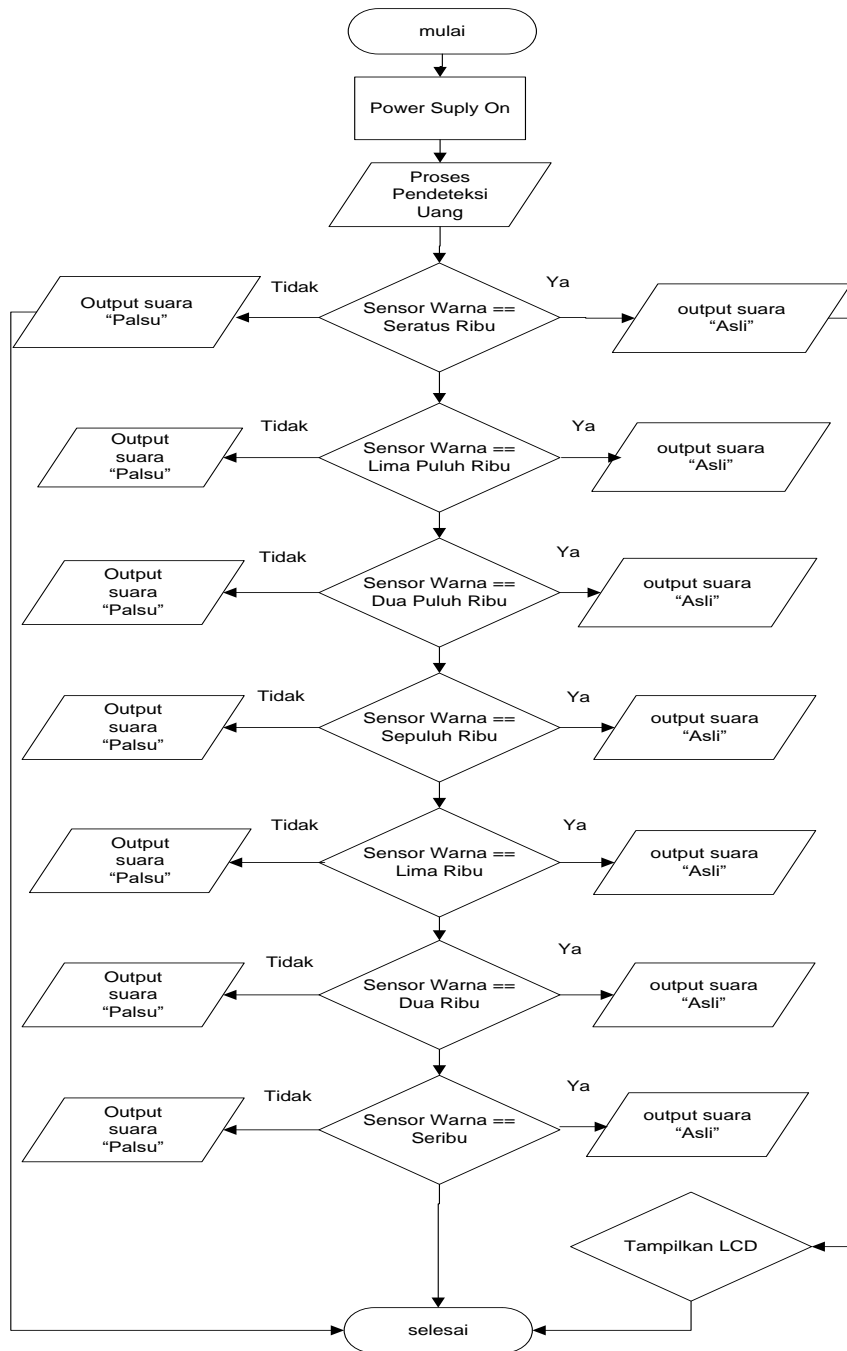 mulai
Power Suply On
Proses
Pendeteksi
Uang
Tidak
Ya
Output suara
“Palsu”
Sensor Warna ==
Seratus Ribu
output suara
“Asli”
Tidak
Ya
Output
suara
“Palsu”
Sensor Warna ==
Lima Puluh Ribu
output suara
“Asli”
Tidak
Ya
Output
suara
“Palsu”
Sensor Warna ==
Dua Puluh Ribu
output suara
“Asli”
Tidak
Ya
Output
suara
“Palsu”
Sensor Warna ==
Sepuluh Ribu
output suara
“Asli”
Tidak
Ya
Output
suara
“Palsu”
Sensor Warna ==
Lima Ribu
output suara
“Asli”
Tidak
Ya
Output
suara
“Palsu”
Sensor Warna ==
Dua Ribu
output suara
“Asli”
Tidak
Ya
Output
suara
“Palsu”
Sensor Warna ==
Seribu
output suara
“Asli”
Tampilkan LCD
selesai